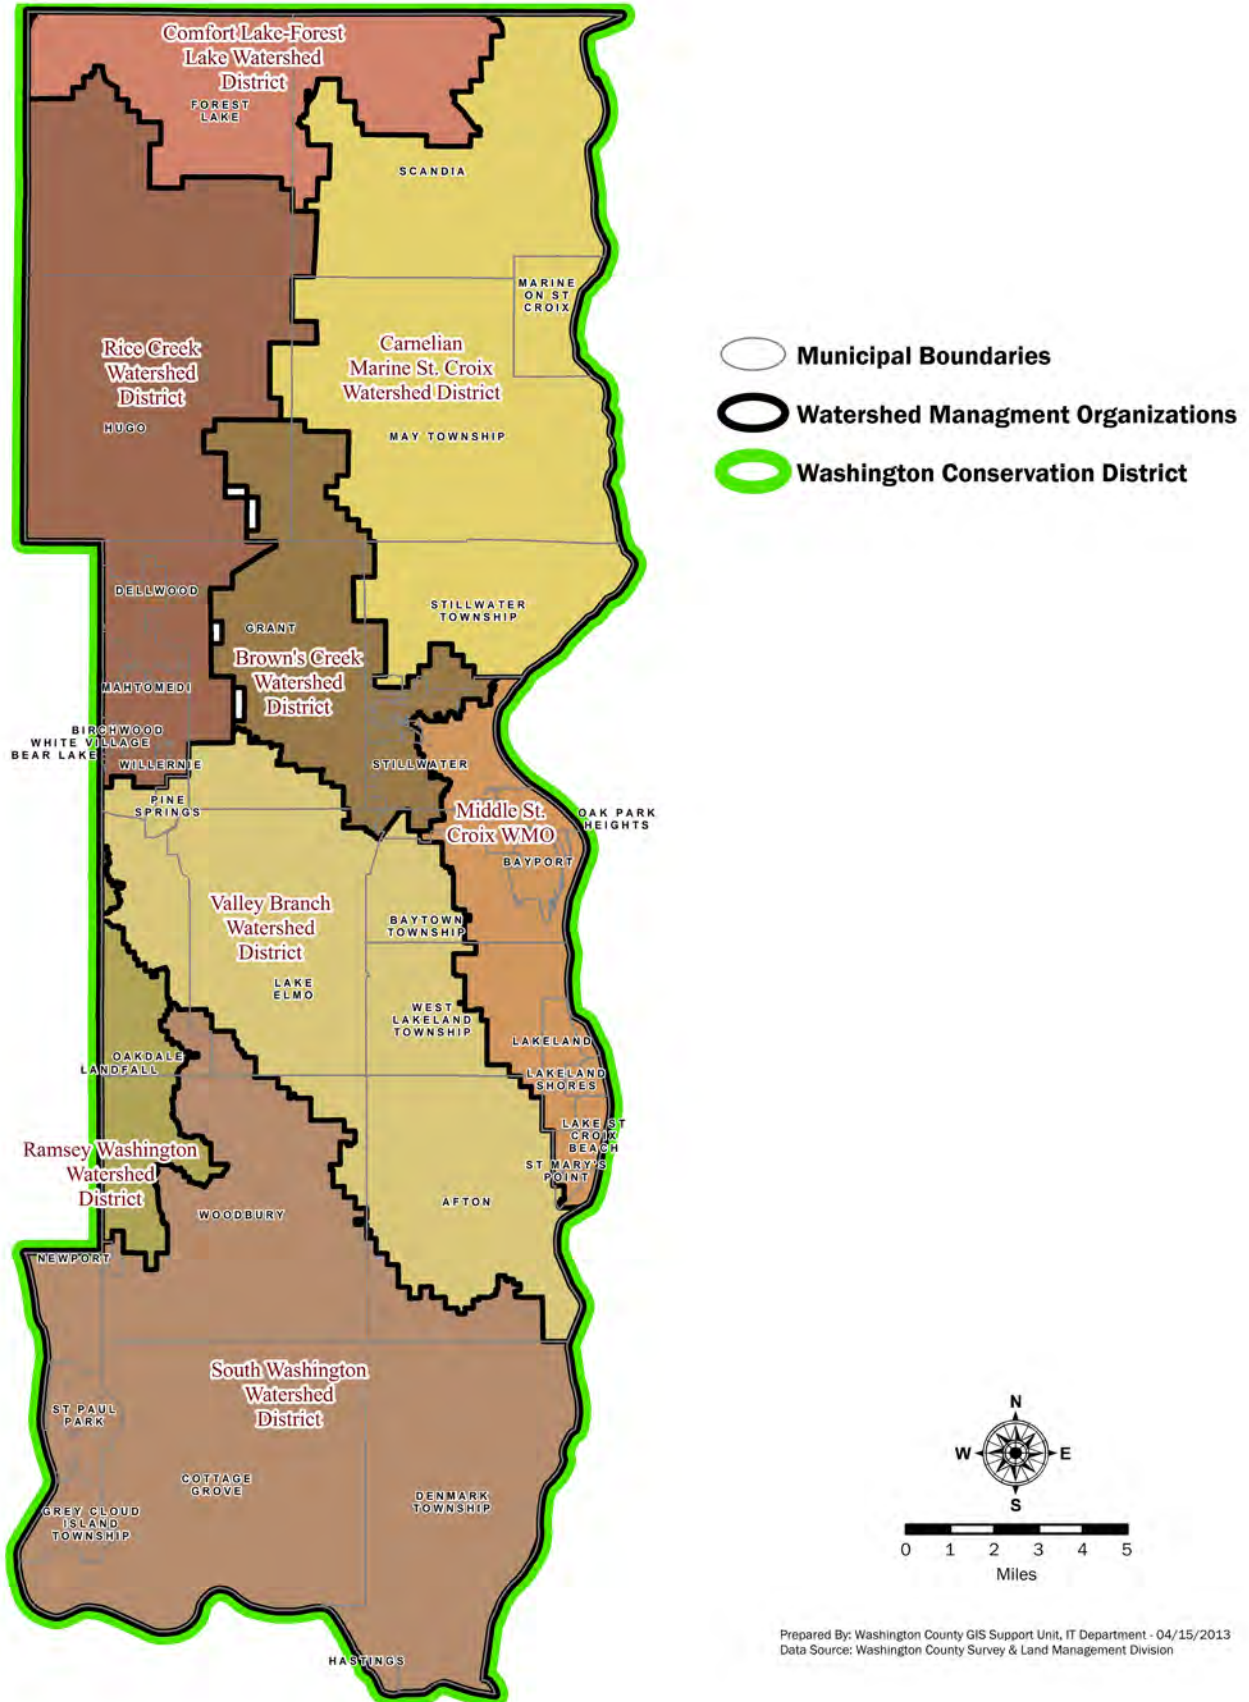 Comfort Lake-Forest
Lake Watershed
District
FOREST
LAKE
SCANDIA
MARINE
ON ST
CROIX
Rice Creek
Watershed
District
HUGO
Carnelian
Marine St. Croix
Watershed District
MAY TOWNSHIP
Municipal Boundaries
Watershed Managment Organizations
Washington Conservation District
DELLWOOD
STILLWATER
TOWNSHIP
GRANT
Brown's Creek
Watershed
District
MAHTOMEDI
BIRCHWOOD
VILLAGE
WHITE
BEAR LAKE
WILLERNIE
STILLWATER
PINE
SPRINGS
Middle St.
Croix WMO
OAK PARK
HEIGHTS
BAYPORT
Valley Branch
Watershed
District
BAYTOWN
TOWNSHIP
LAKE
ELMO
WEST
LAKELAND
TOWNSHIP
LAKELAND
OAKDALE
LANDFALL
LAKELAND
SHORES
LAKE ST
CROIX
BEACH
ST MARY'S
POINT
Ramsey Washington
Watershed
District
AFTON
WOODBURY
NEWPORT
South Washington
Watershed
District
ST PAUL
PARK
COTTAGE
GROVE
DENMARK
TOWNSHIP
GREY CLOUD
ISLAND
TOWNSHIP
HASTINGS
N
W E
S
0 1 2 3 4 5
Miles
Prepared By: Washington County GIS Support Unit, IT Department - 04/15/2013
Data Source: Washington County Survey & Land Management Division